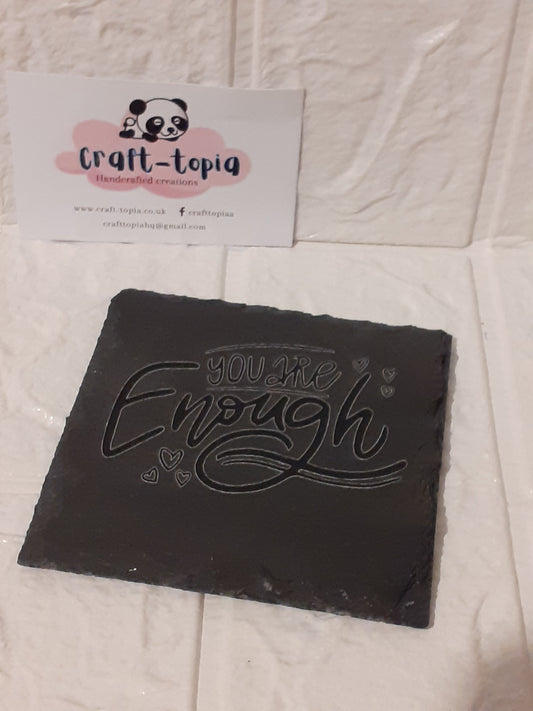 Craft-topia
Handcrafted creations
www.craft-topia.co.uk f crafttopiaa
crafttopiahq@gmail.com
you are
Enough